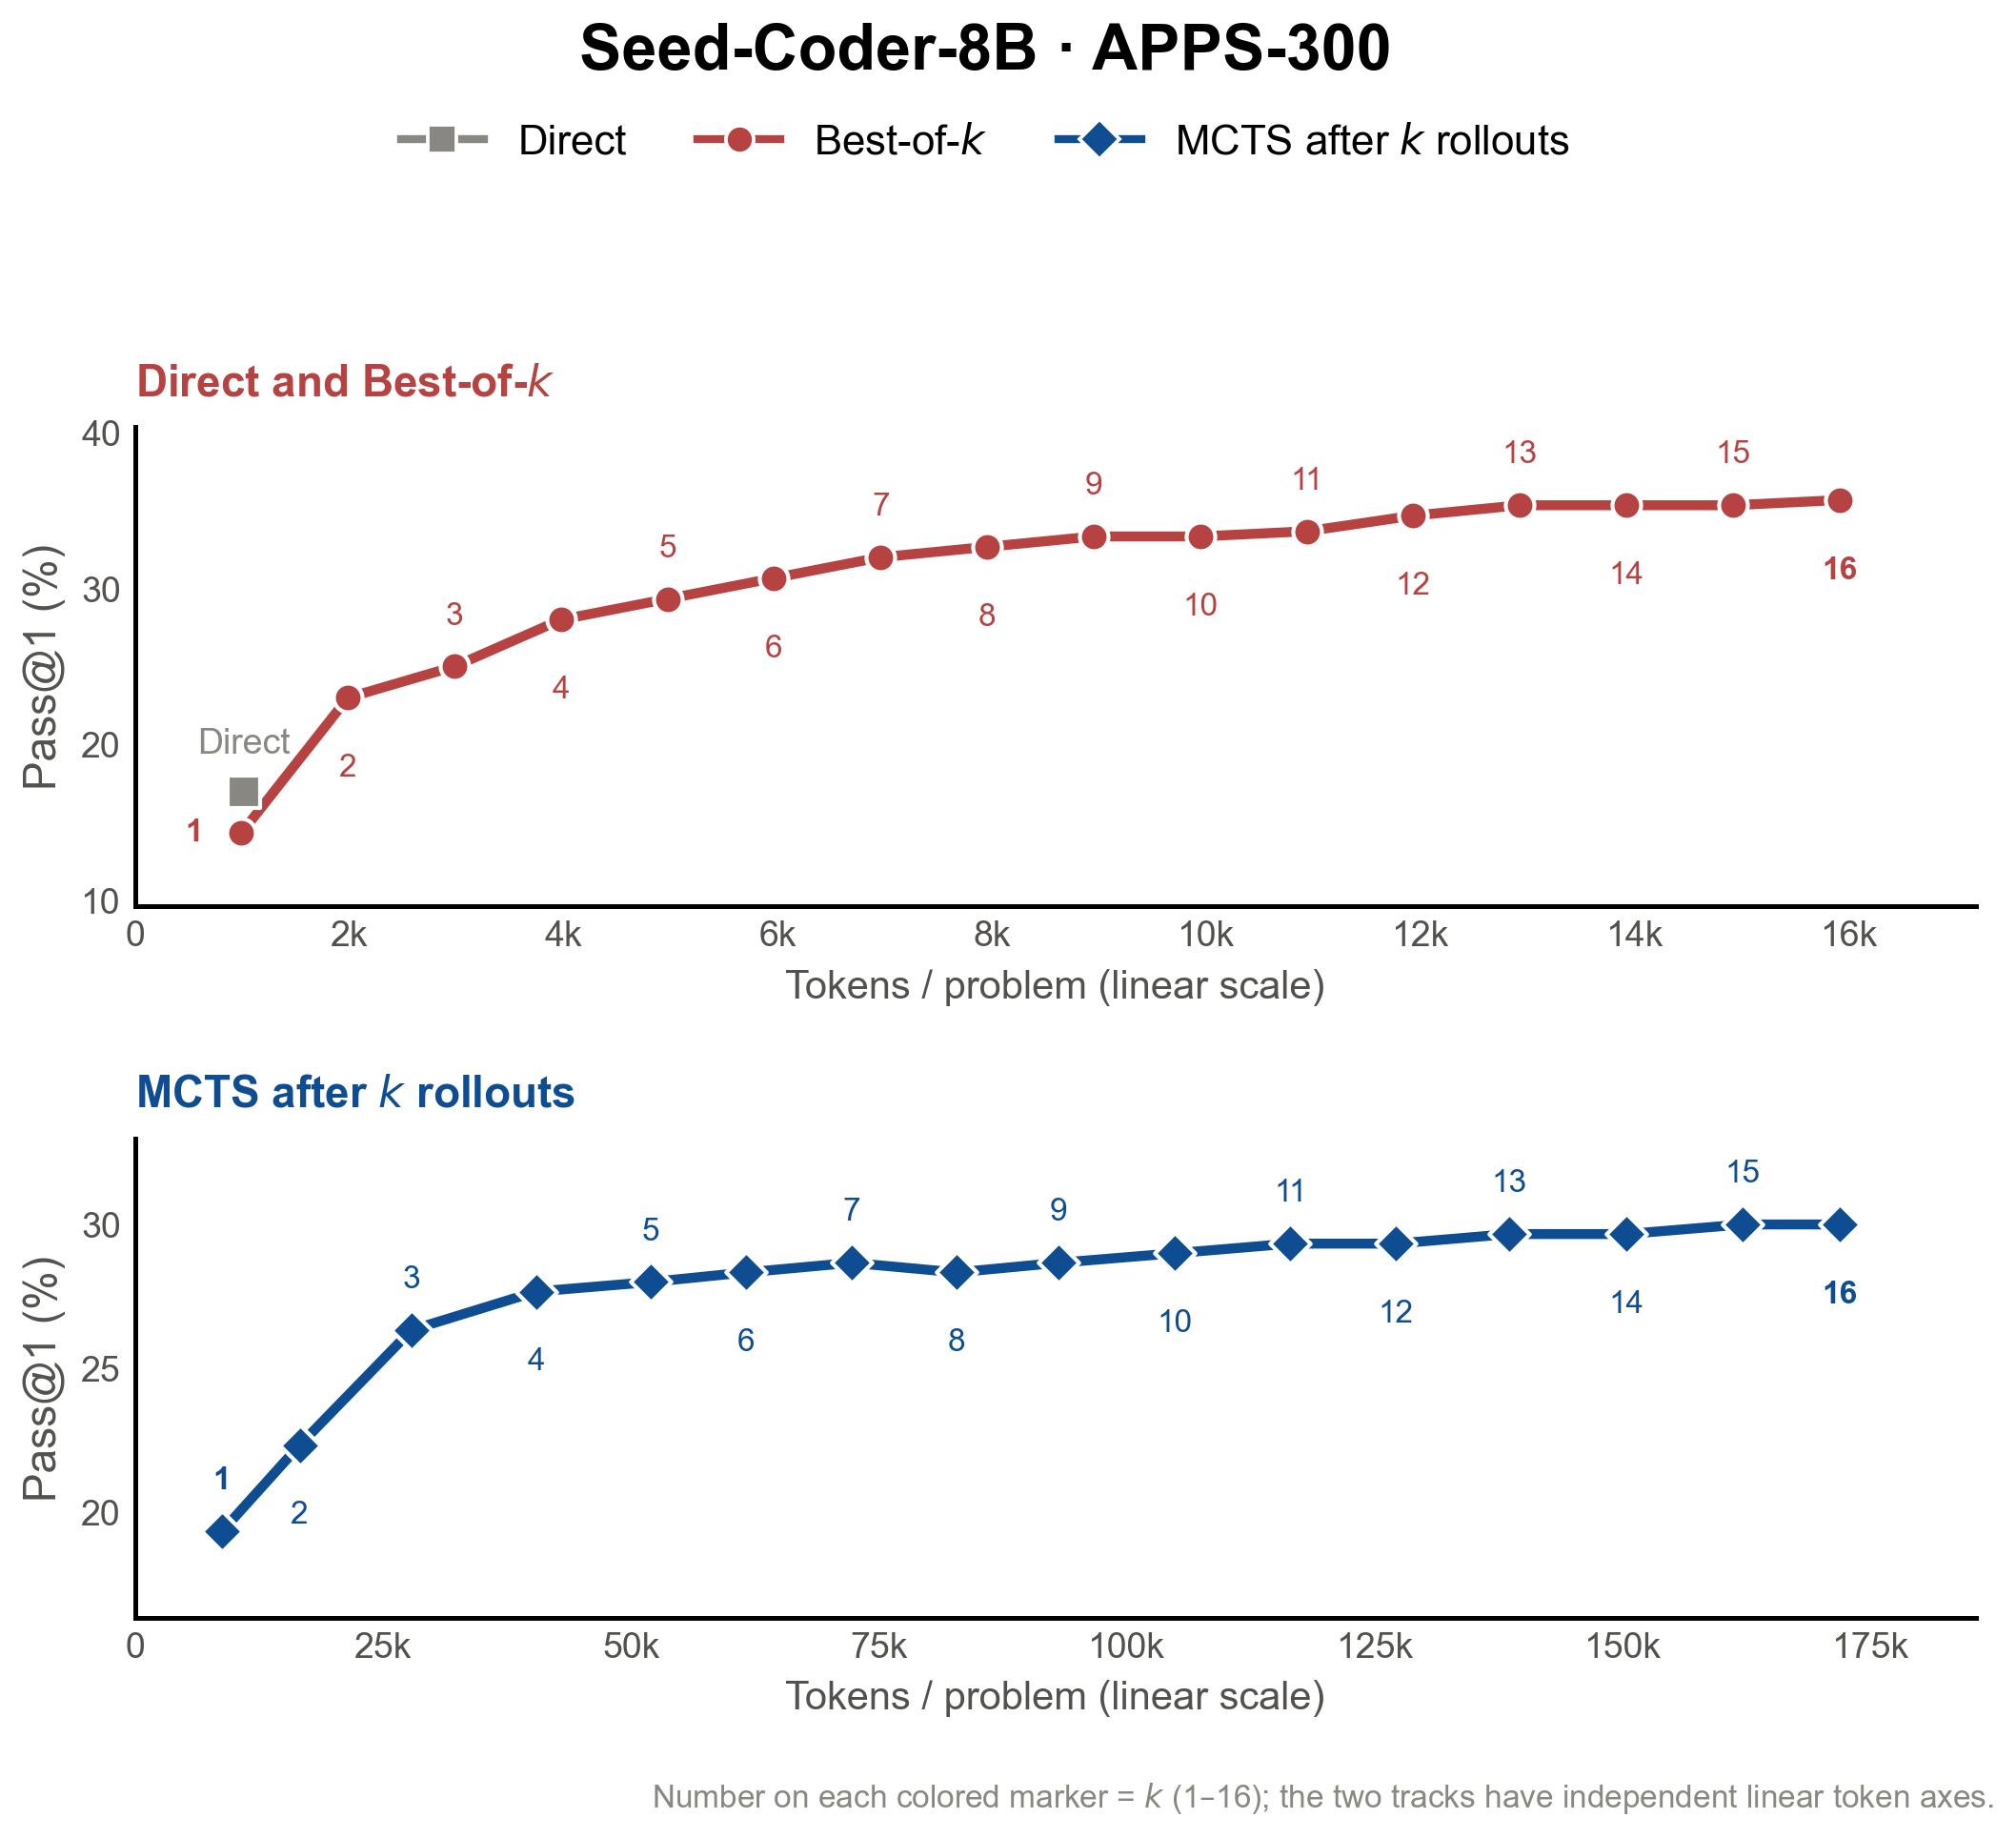 Seed-Coder-8B · APPS-300
Direct
Best-of-k
MCTS after k rollouts
Direct and Best-of-k
Pass@1 (%)
40
30
20
10
Direct
1
2
3
4
5
6
7
8
9
10
11
12
13
14
15
16
0
2k
4k
6k
8k
10k
12k
14k
16k
Tokens / problem (linear scale)
MCTS after k rollouts
Pass@1 (%)
30
25
20
1
2
3
4
5
6
7
8
9
10
11
12
13
14
15
16
0
25k
50k
75k
100k
125k
150k
175k
Tokens / problem (linear scale)
Number on each colored marker = k (1–16); the two tracks have independent linear token axes.